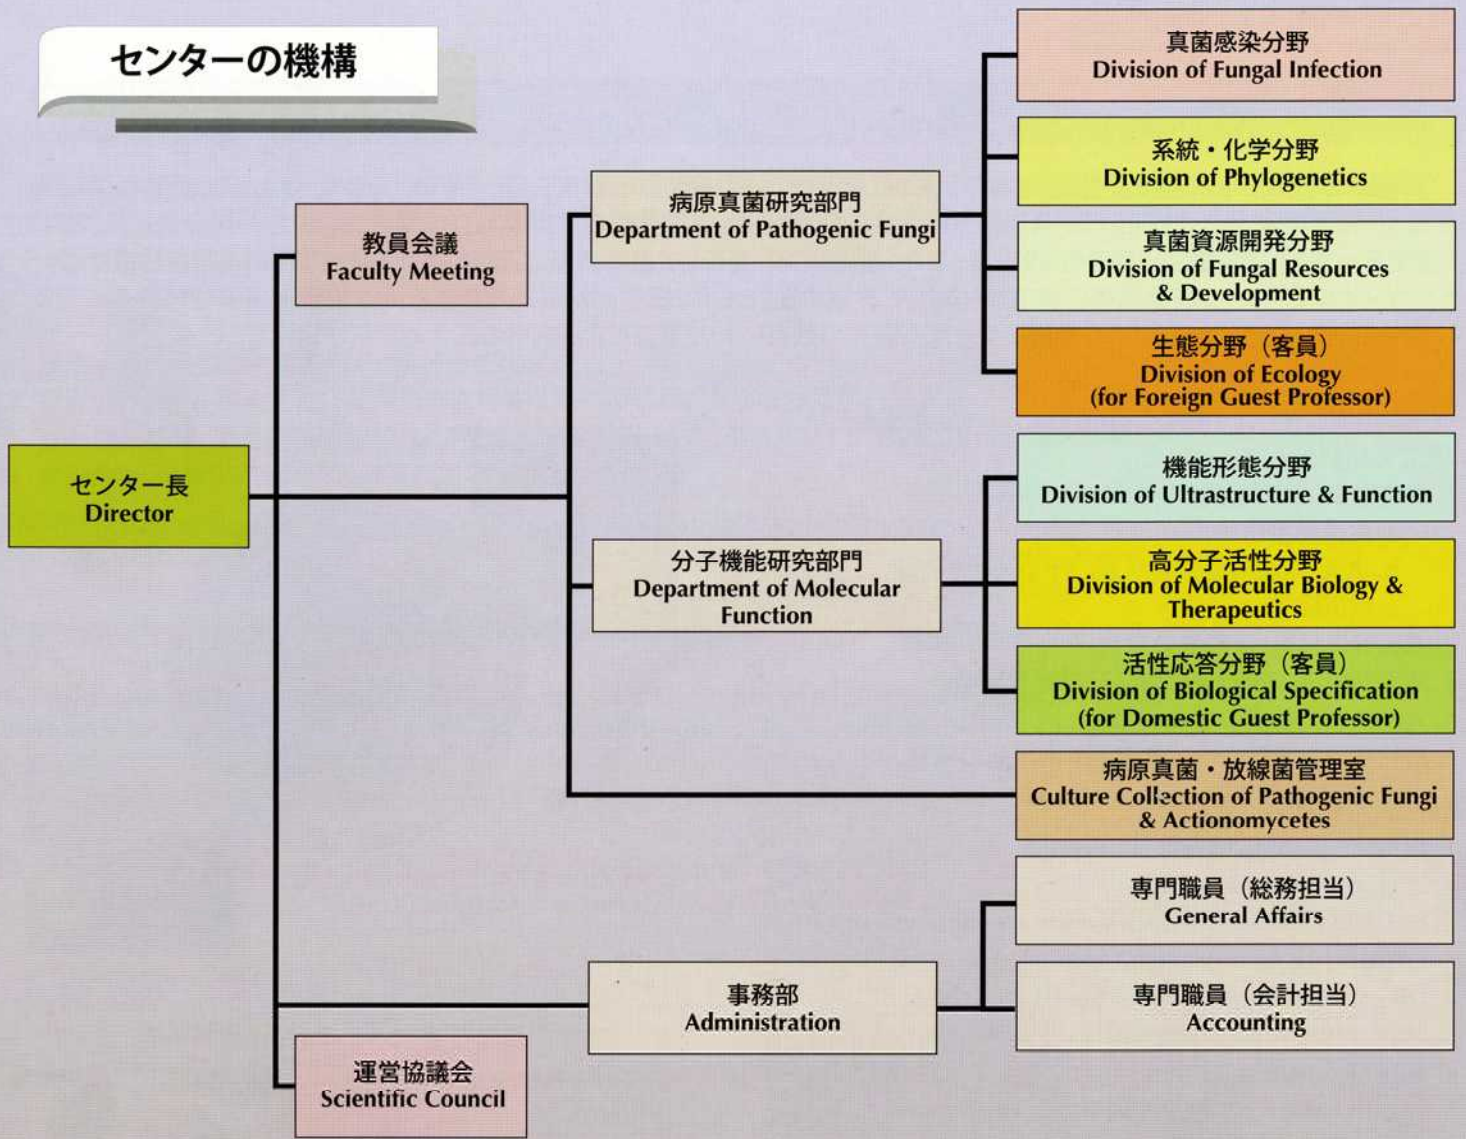 センターの機構
センター長
Director
教員会議
Faculty Meeting
運営協議会
Scientific Council
病原真菌研究部門
Department of Pathogenic Fungi
真菌感染分野
Division of Fungal Infection
系統・化学分野
Division of Phylogenetics
真菌資源開発分野
Division of Fungal Resources
& Development
生態分野（客員）
Division of Ecology
(for Foreign Guest Professor)
分子機能研究部門
Department of Molecular
Function
機能形態分野
Division of Ultrastructure & Function
高分子活性分野
Division of Molecular Biology &
Therapeutics
活性応答分野（客員）
Division of Biological Specification
(for Domestic Guest Professor)
病原真菌・放線菌管理室
Culture Collection of Pathogenic Fungi
& Actionomycetes
事務部
Administration
専門職員（総務担当）
General Affairs
専門職員（会計担当）
Accounting